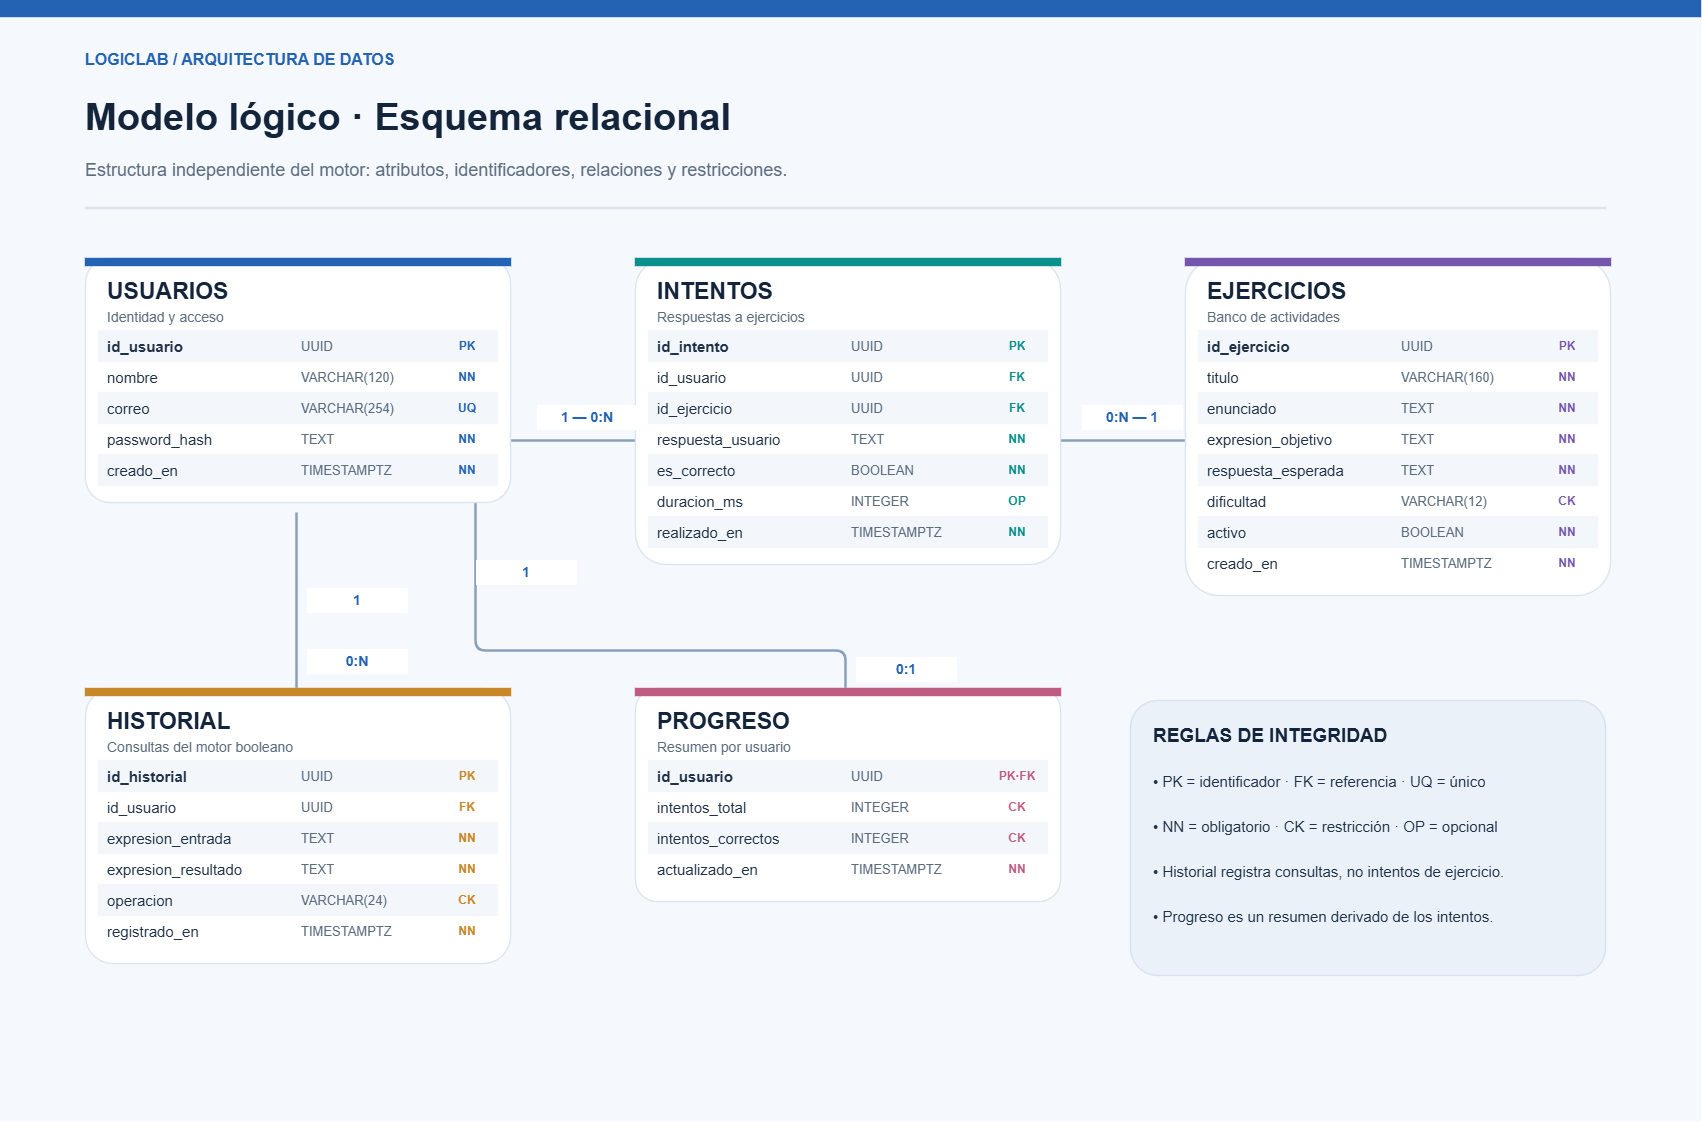 LOGICLAB / ARQUITECTURA DE DATOS
Modelo lógico · Esquema relacional
Estructura independiente del motor: atributos, identificadores, relaciones y restricciones.
USUARIOS
Identidad y acceso
id_usuario UUID PK
nombre VARCHAR(120) NN
correo VARCHAR(254) UQ
password_hash TEXT NN
creado_en TIMESTAMPTZ NN
1 — 0:N
INTENTOS
Respuestas a ejercicios
id_intento UUID PK
id_usuario UUID FK
id_ejercicio UUID FK
respuesta_usuario TEXT NN
es_correcto BOOLEAN NN
duracion_ms INTEGER OP
realizado_en TIMESTAMPTZ NN
0:N — 1
EJERCICIOS
Banco de actividades
id_ejercicio UUID PK
titulo VARCHAR(160) NN
enunciado TEXT NN
expresion_objetivo TEXT NN
respuesta_esperada TEXT NN
dificultad VARCHAR(12) CK
activo BOOLEAN NN
creado_en TIMESTAMPTZ NN
1
1
0:N
0:1
HISTORIAL
Consultas del motor booleano
id_historial UUID PK
id_usuario UUID FK
expresion_entrada TEXT NN
expresion_resultado TEXT NN
operacion VARCHAR(24) CK
registrado_en TIMESTAMPTZ NN
PROGRESO
Resumen por usuario
id_usuario UUID PK·FK
intentos_total INTEGER CK
intentos_correctos INTEGER CK
actualizado_en TIMESTAMPTZ NN
REGLAS DE INTEGRIDAD
• PK = identificador · FK = referencia · UQ = único
• NN = obligatorio · CK = restricción · OP = opcional
• Historial registra consultas, no intentos de ejercicio.
• Progreso es un resumen derivado de los intentos.